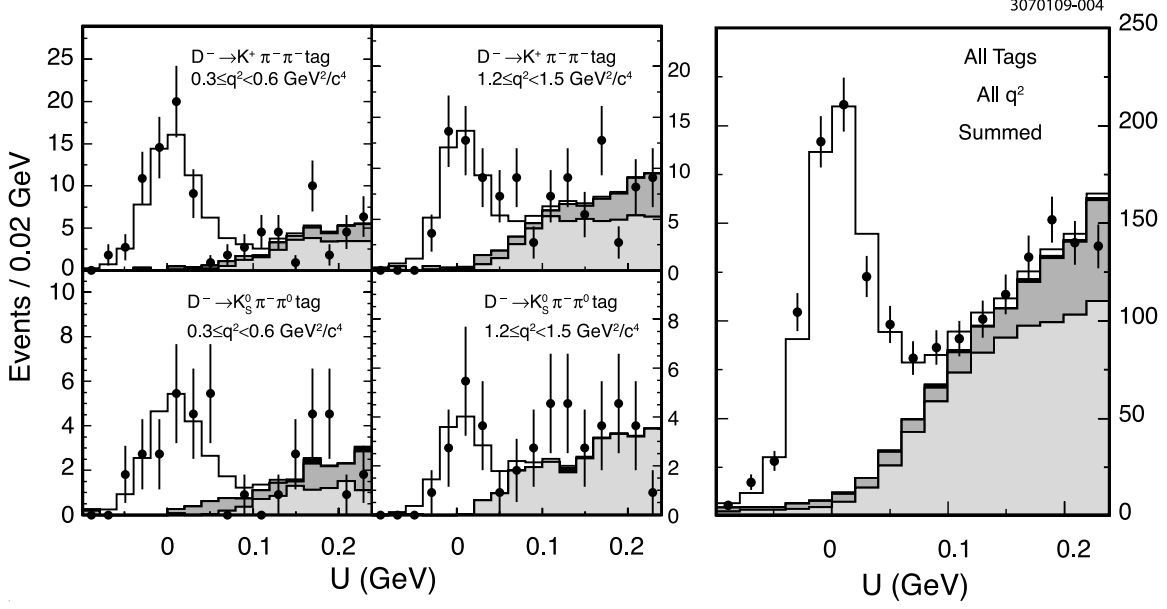 3070109-004
Events / 0.02 GeV
D⁻→K⁺ π⁻π⁻ tag
0.3≤q²<0.6 GeV²/c⁴
25
20
15
10
5
0
D⁻→K⁺ π⁻π⁻ tag
1.2≤q²<1.5 GeV²/c⁴
20
15
10
5
0
D⁻→K⁰S π⁻π⁰ tag
0.3≤q²<0.6 GeV²/c⁴
10
8
6
4
2
0
D⁻→K⁰S π⁻π⁰ tag
1.2≤q²<1.5 GeV²/c⁴
10
8
6
4
2
0
0 0.1 0.2
0 0.1 0.2
U (GeV)
All Tags
All q²
Summed
250
200
150
100
50
0
0 0.1 0.2
U (GeV)